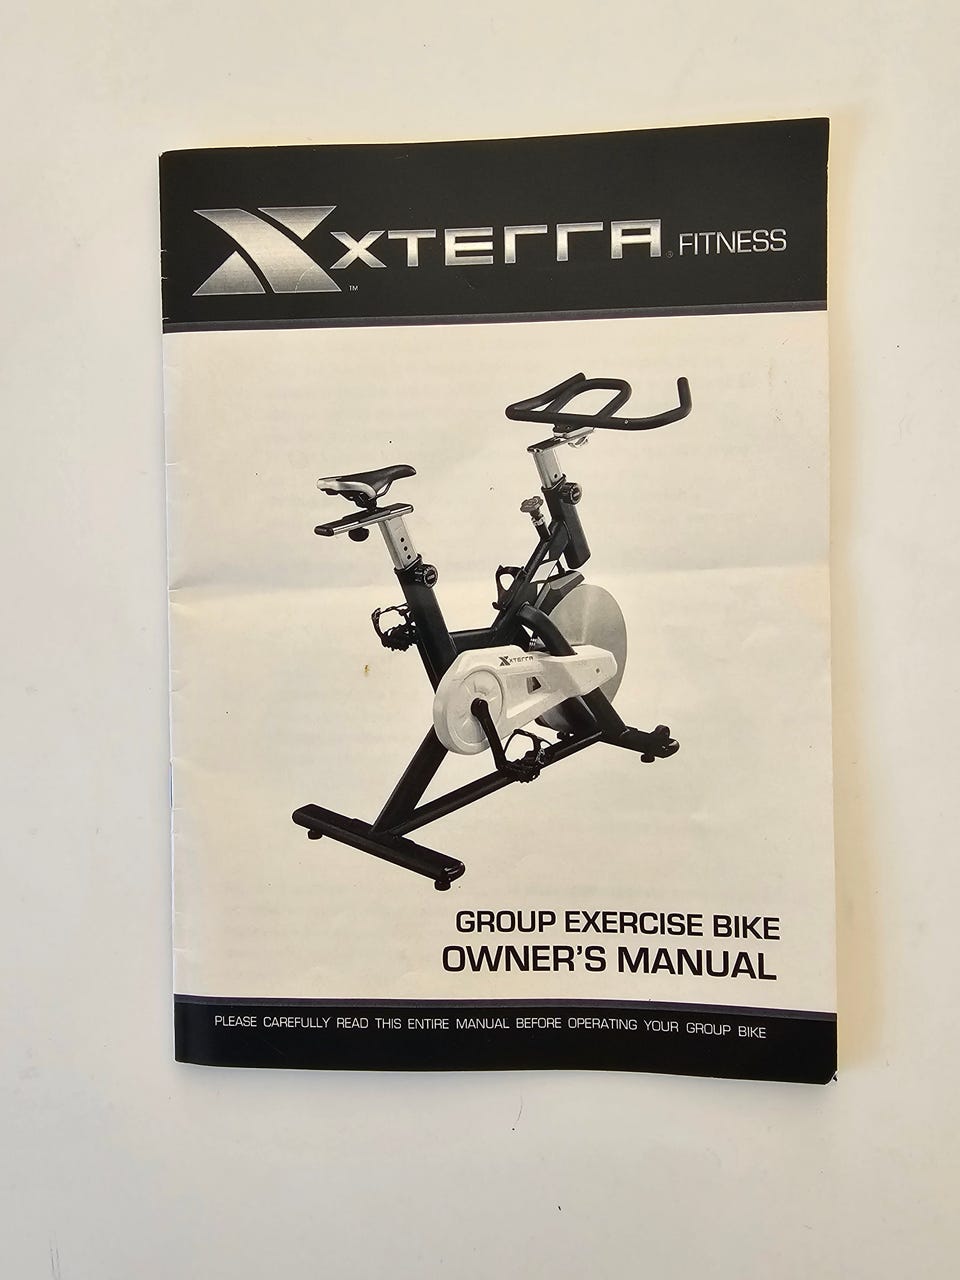 XTERRA® FITNESS
TM
XTERRA
GROUP EXERCISE BIKE
OWNER'S MANUAL
PLEASE CAREFULLY READ THIS ENTIRE MANUAL BEFORE OPERATING YOUR GROUP BIKE